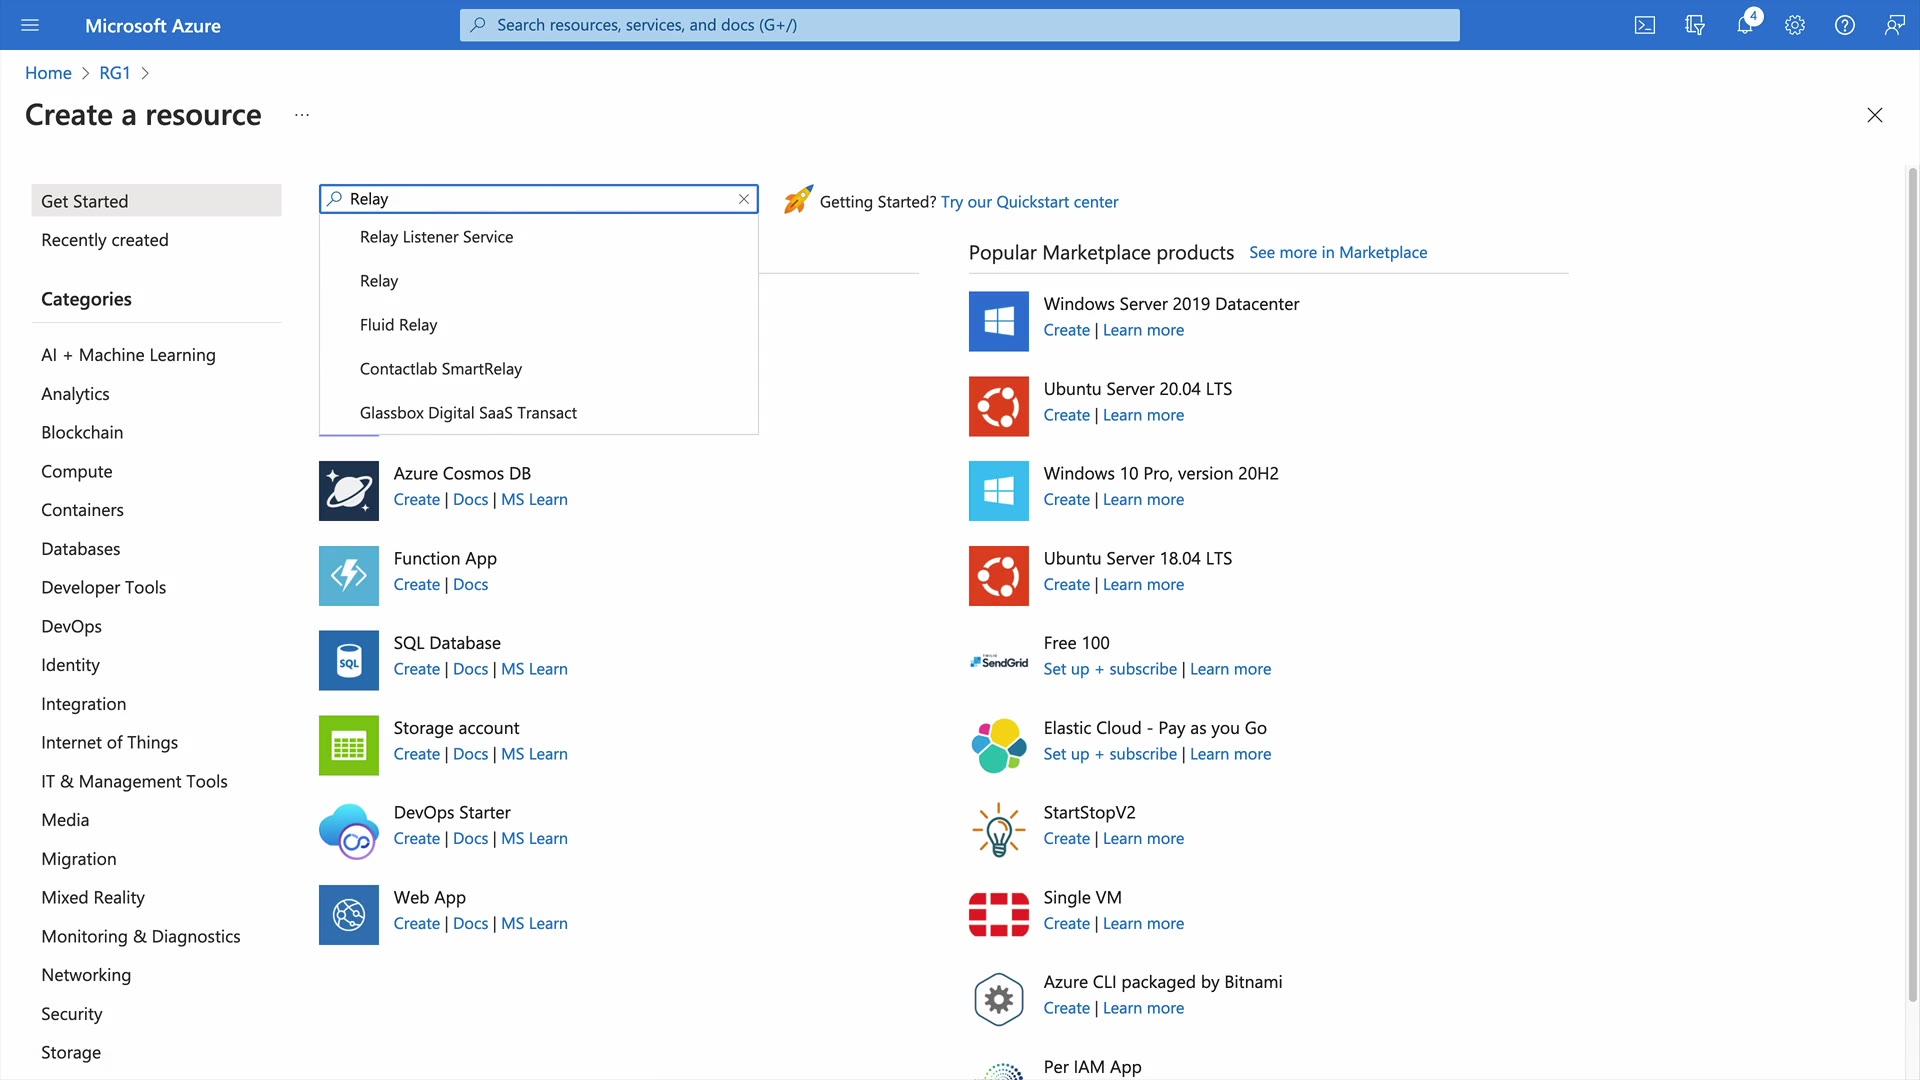 Microsoft Azure
Search resources, services, and docs (G+/)
4
Home > RG1 >
Create a resource ...
Get Started
Recently created
Categories
AI + Machine Learning
Analytics
Blockchain
Compute
Containers
Databases
Developer Tools
DevOps
Identity
Integration
Internet of Things
IT & Management Tools
Media
Migration
Mixed Reality
Monitoring & Diagnostics
Networking
Security
Storage
Relay
Relay Listener Service
Relay
Fluid Relay
Contactlab SmartRelay
Glassbox Digital SaaS Transact
Azure Cosmos DB
Create | Docs | MS Learn
Function App
Create | Docs
SQL Database
SQL
Create | Docs | MS Learn
Storage account
Create | Docs | MS Learn
DevOps Starter
Create | Docs | MS Learn
Web App
Create | Docs | MS Learn
Getting Started? Try our Quickstart center
Popular Marketplace products See more in Marketplace
Windows Server 2019 Datacenter
Create | Learn more
Ubuntu Server 20.04 LTS
Create | Learn more
Windows 10 Pro, version 20H2
Create | Learn more
Ubuntu Server 18.04 LTS
Create | Learn more
Free 100
SendGrid
Set up + subscribe | Learn more
Elastic Cloud - Pay as you Go
Set up + subscribe | Learn more
StartStopV2
Create | Learn more
Single VM
Create | Learn more
Azure CLI packaged by Bitnami
Create | Learn more
Per IAM App